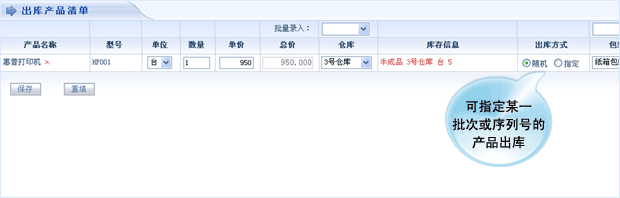 出库产品清单
批量录入：
产品名称 型号 单位 数量 单价 总价 仓库 库存信息 出库方式
惠普打印机 HP001 台 1 950 950.000 3号仓库 半成品 3号仓库 台 5 随机 指定 纸箱包
保存 重填
可指定某一
批次或序列号的
产品出库